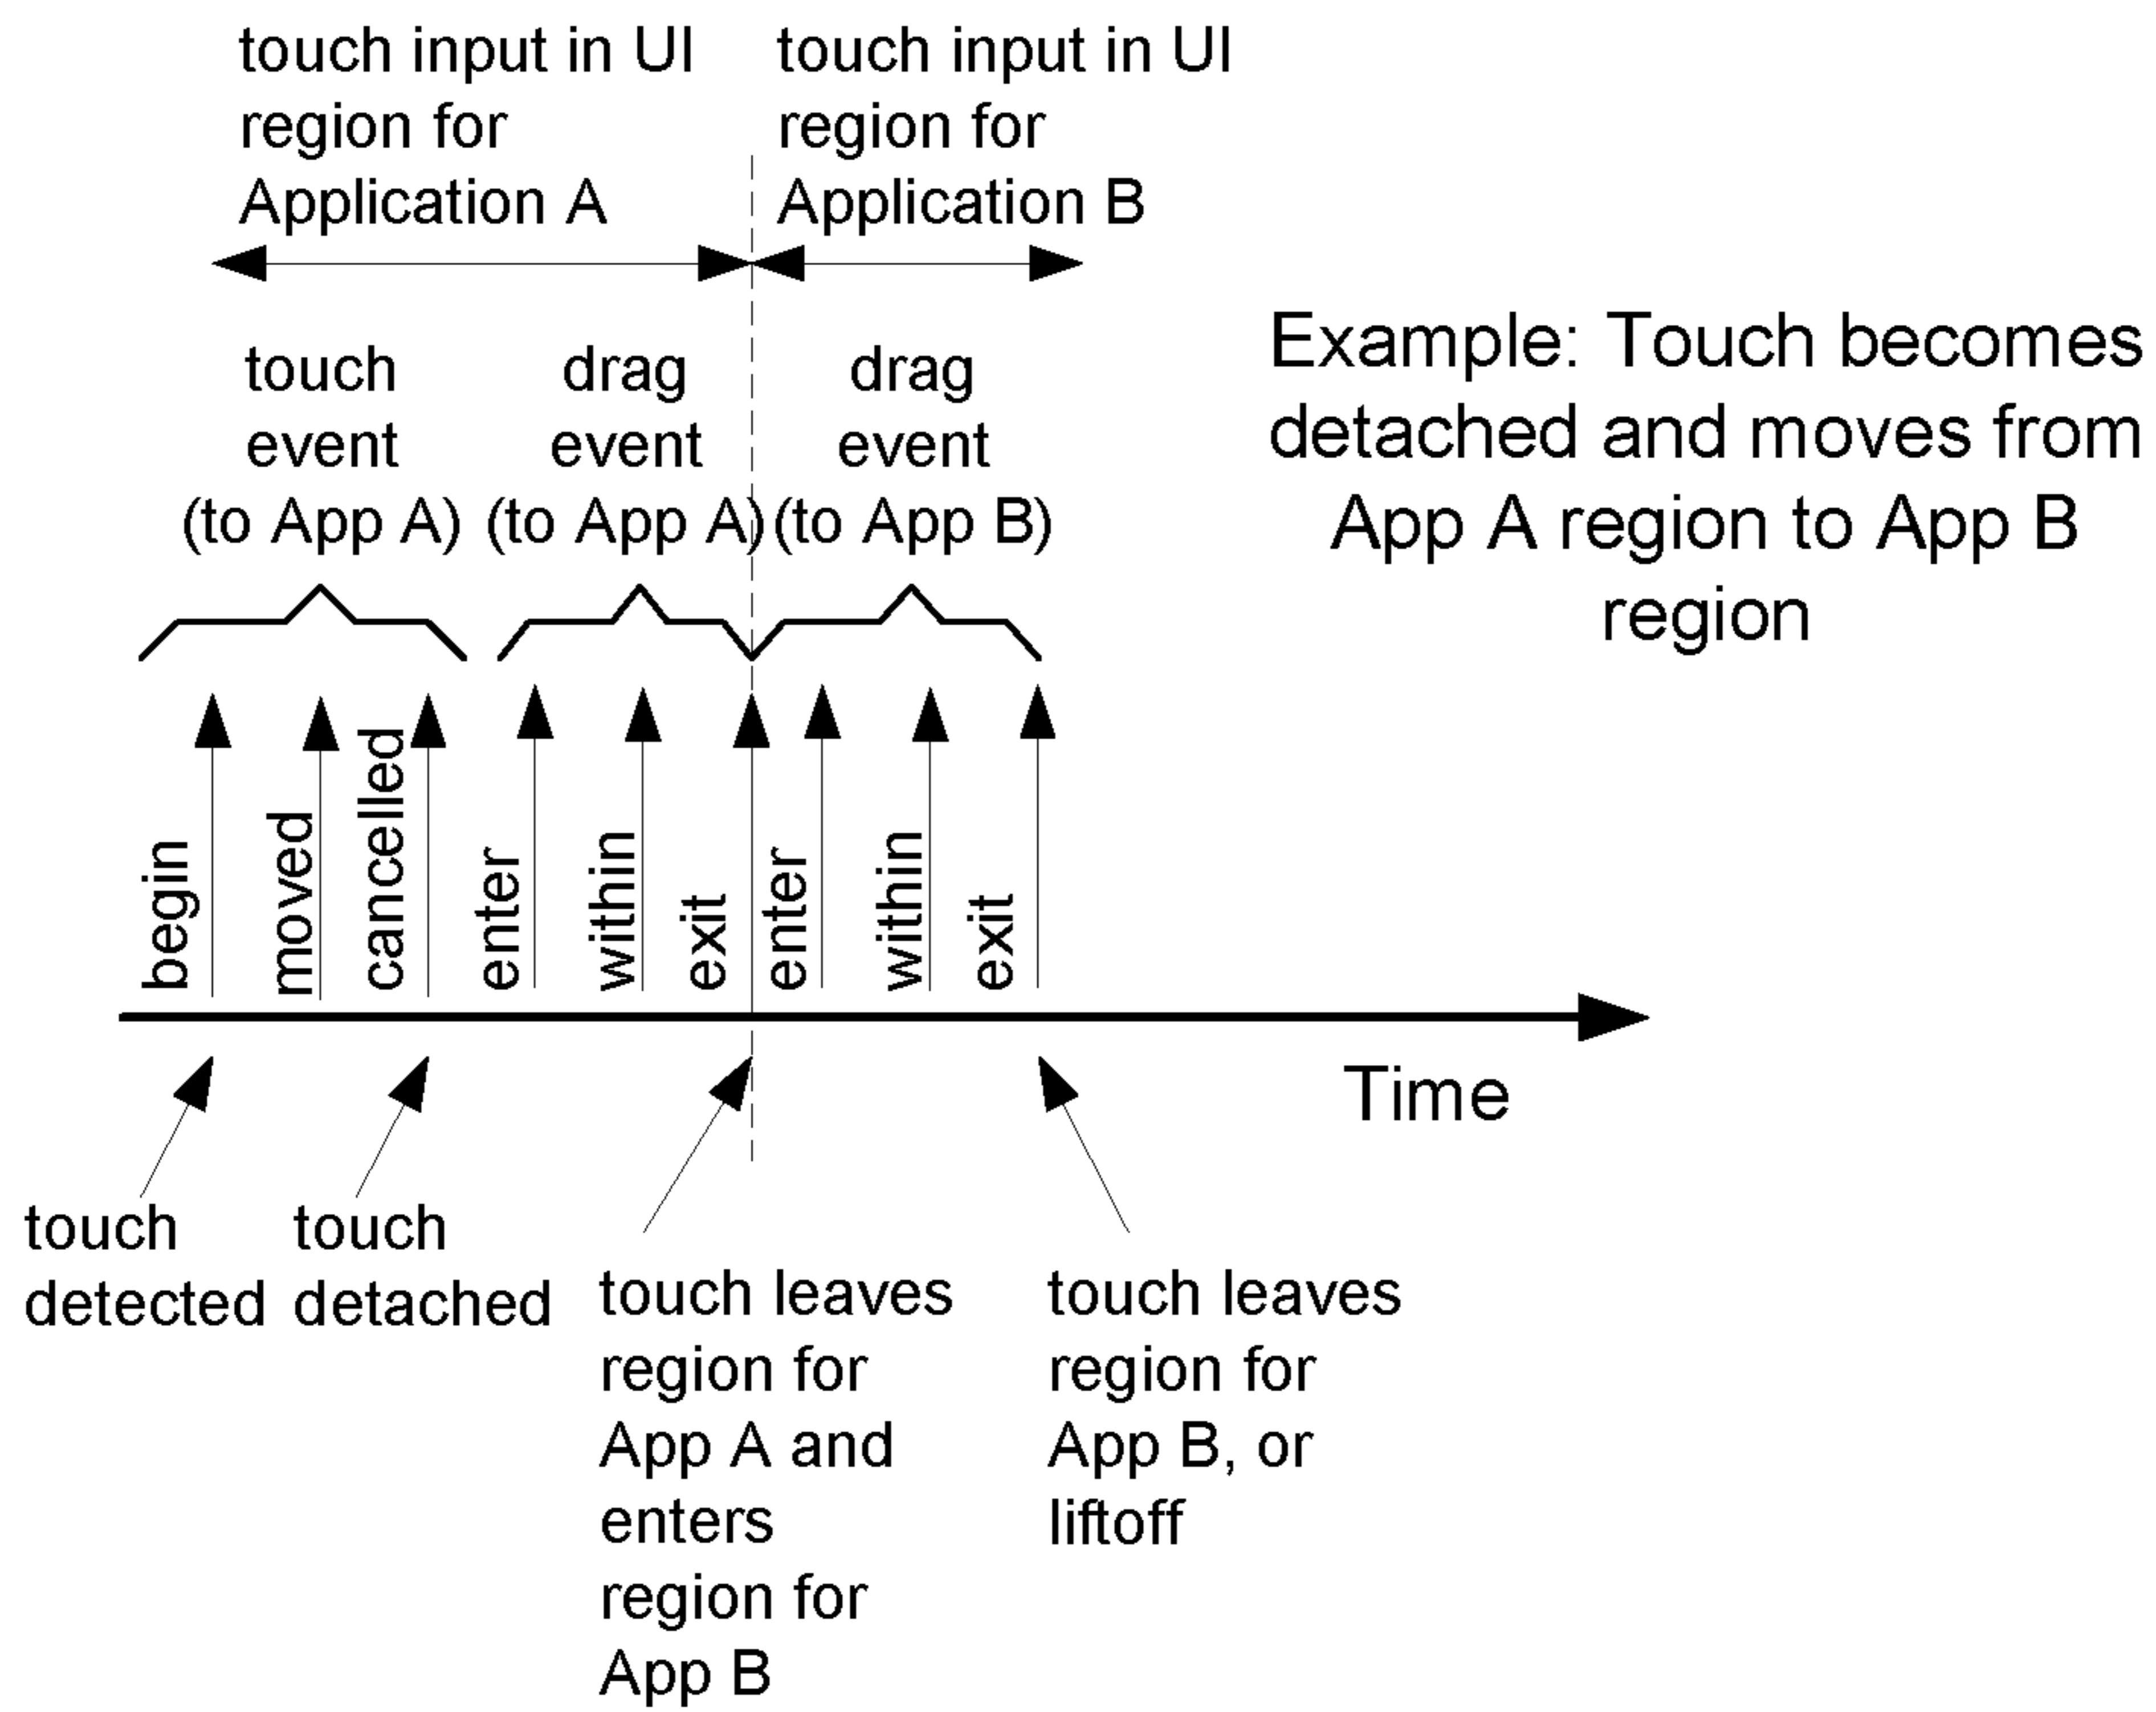 touch input in UI
region for
Application A
touch input in UI
region for
Application B
Example: Touch becomes
detached and moves from
App A region to App B
region
touch
event
(to App A)
drag
event
(to App A)
drag
event
(to App B)
begin
moved
cancelled
enter
within
exit
enter
within
exit
Time
touch
detected
touch
detached
touch leaves
region for
App A and
enters
region for
App B
touch leaves
region for
App B, or
liftoff